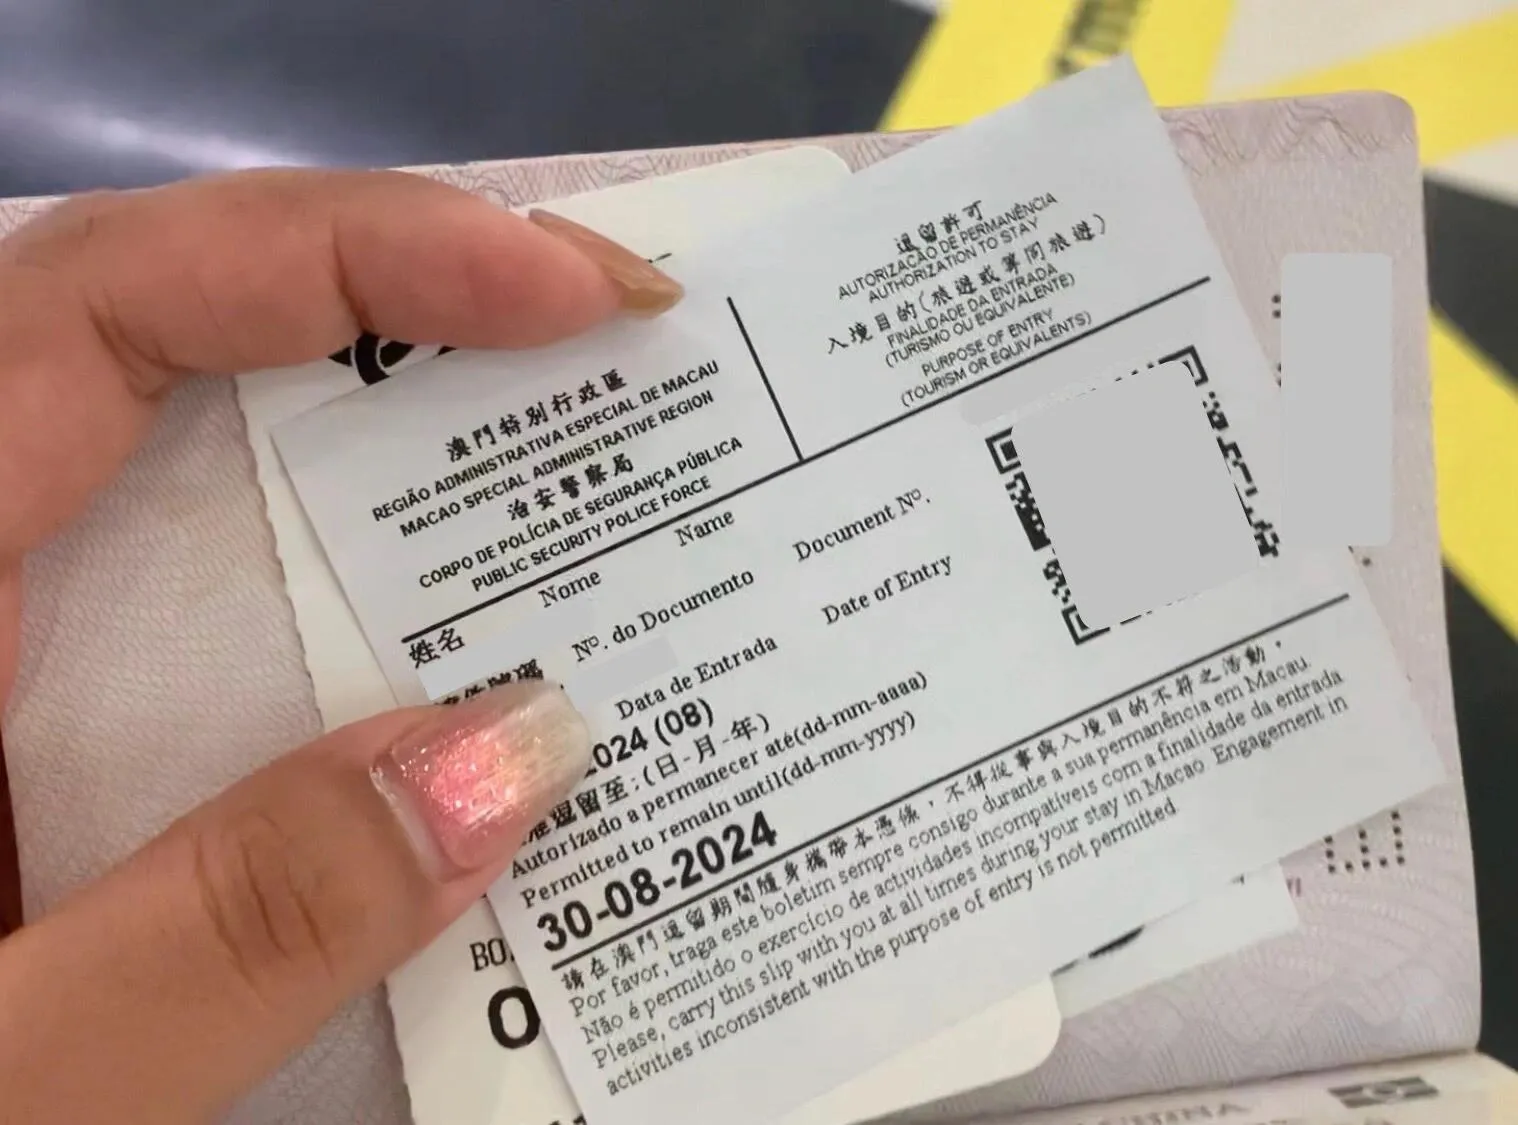 澳門特別行政區
REGIÃO ADMINISTRATIVA ESPECIAL DE MACAU
MACAO SPECIAL ADMINISTRATIVE REGION
治安警察局
CORPO DE POLÍCIA DE SEGURANÇA PÚBLICA
PUBLIC SECURITY POLICE FORCE
逗留許可
AUTORIZAÇÃO DE PERMANÊNCIA
AUTHORIZATION TO STAY
入境目的(旅遊或等同旅遊)
FINALIDADE DA ENTRADA
(TURISMO OU EQUIVALENTE)
PURPOSE OF ENTRY
(TOURISM OR EQUIVALENTS)
姓名 Nome Name
Nº. do Documento Document Nº.
Data de Entrada Date of Entry
2024 (08)
逗留至:(日-月-年)
Autorizado a permanecer até(dd-mm-aaaa)
Permitted to remain until(dd-mm-yyyy)
30-08-2024
請在澳門逗留期間隨身攜帶本憑條，不得從事與入境目的不符之活動。
Por favor, traga este boletim sempre consigo durante a sua permanência em Macau.
Não é permitido o exercício de actividades incompatíveis com a finalidade da entrada
Please, carry this slip with you at all times during your stay in Macao Engagement in
activities inconsistent with the purpose of entry is not permitted
BO